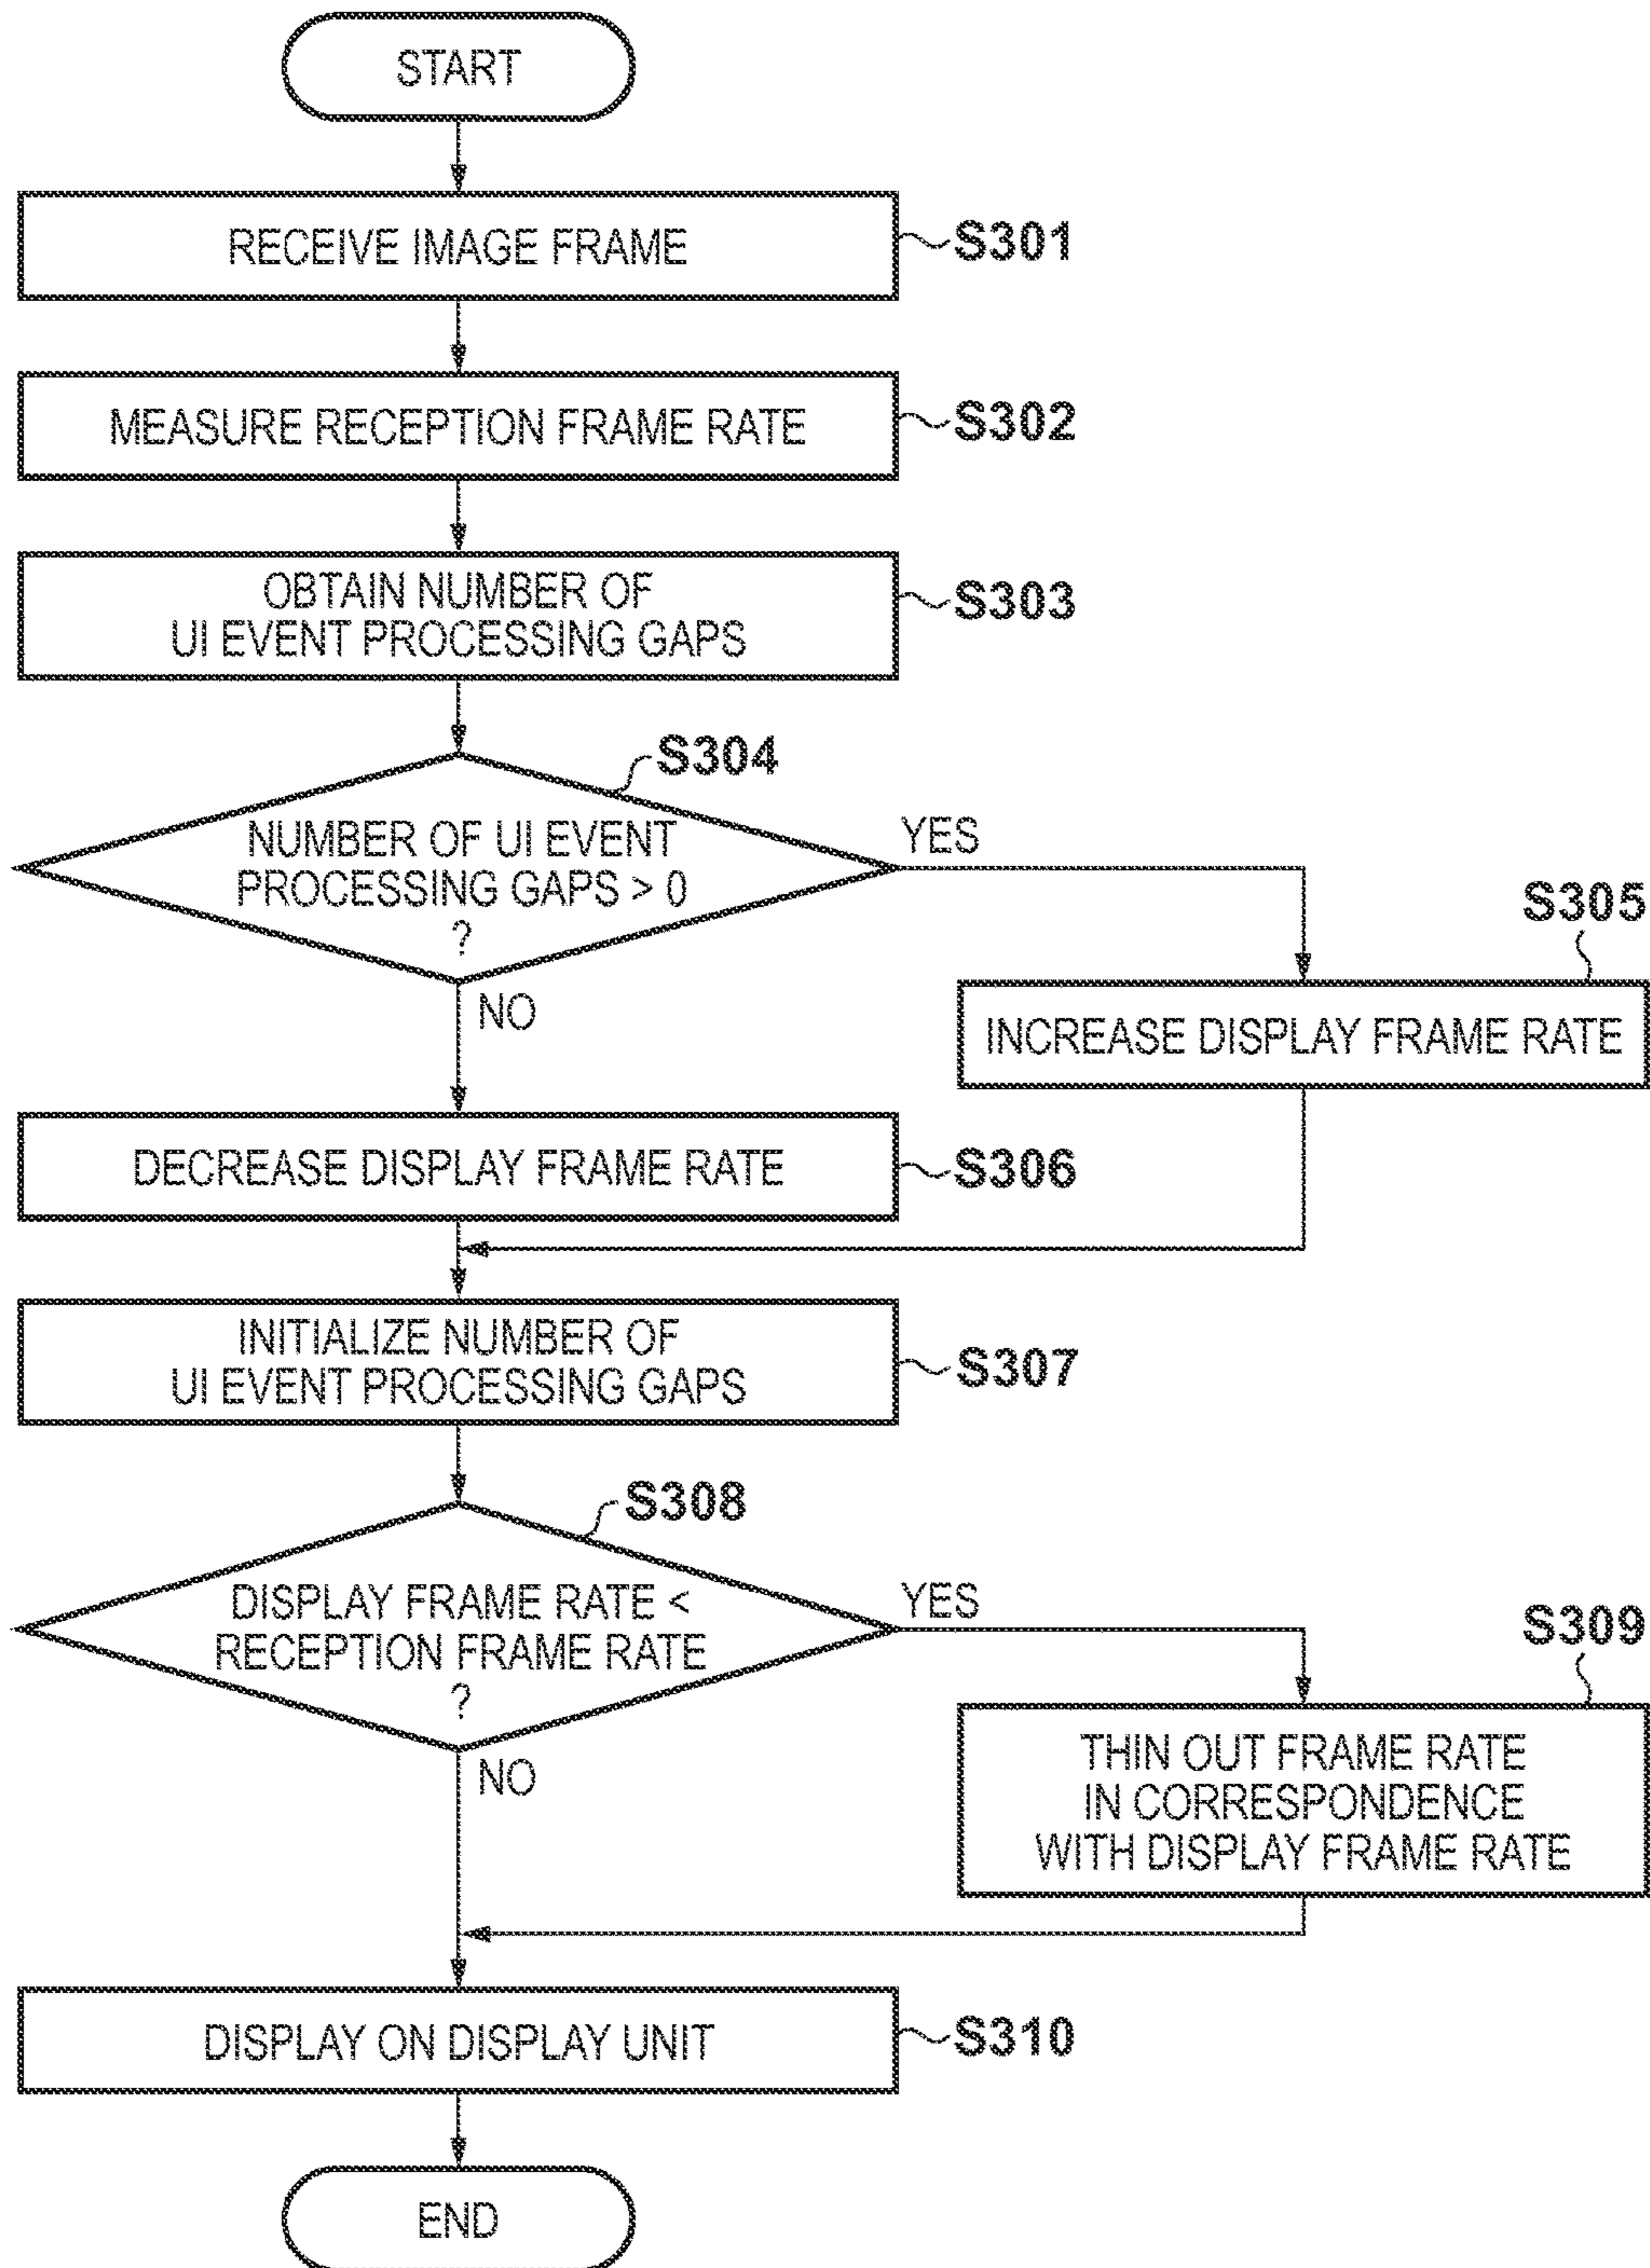 START
RECEIVE IMAGE FRAME
S301
MEASURE RECEPTION FRAME RATE
S302
OBTAIN NUMBER OF
UI EVENT PROCESSING GAPS
S303
S304
NUMBER OF UI EVENT
PROCESSING GAPS > 0
?
YES
NO
S305
INCREASE DISPLAY FRAME RATE
DECREASE DISPLAY FRAME RATE
S306
INITIALIZE NUMBER OF
UI EVENT PROCESSING GAPS
S307
S308
DISPLAY FRAME RATE <
RECEPTION FRAME RATE
?
YES
NO
S309
THIN OUT FRAME RATE
IN CORRESPONDENCE
WITH DISPLAY FRAME RATE
DISPLAY ON DISPLAY UNIT
S310
END